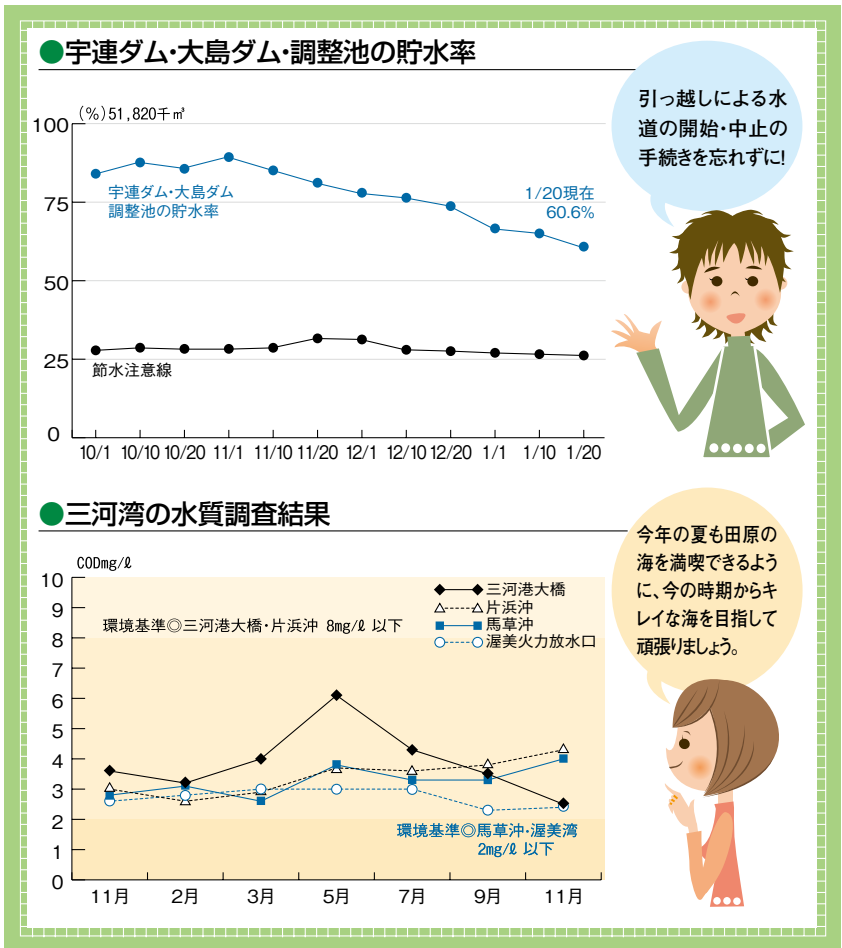 ●宇連ダム・大島ダム・調整池の貯水率
(%)51,820千㎥
100
75
50
25
0
宇連ダム・大島ダム
調整池の貯水率
1/20現在
60.6%
節水注意線
10/1 10/10 10/20 11/1 11/10 11/20 12/1 12/10 12/20 1/1 1/10 1/20
引っ越しによる水
道の開始・中止の
手続きを忘れずに!
●三河湾の水質調査結果
CODmg/ℓ
10
9
8
7
6
5
4
3
2
1
0
三河港大橋
片浜沖
馬草沖
渥美火力放水口
環境基準◎三河港大橋・片浜沖 8mg/ℓ 以下
環境基準◎馬草沖・渥美湾
2mg/ℓ 以下
11月 2月 3月 5月 7月 9月 11月
今年の夏も田原の
海を満喫できるよう
に、今の時期からキ
レイな海を目指して
頑張りましょう。